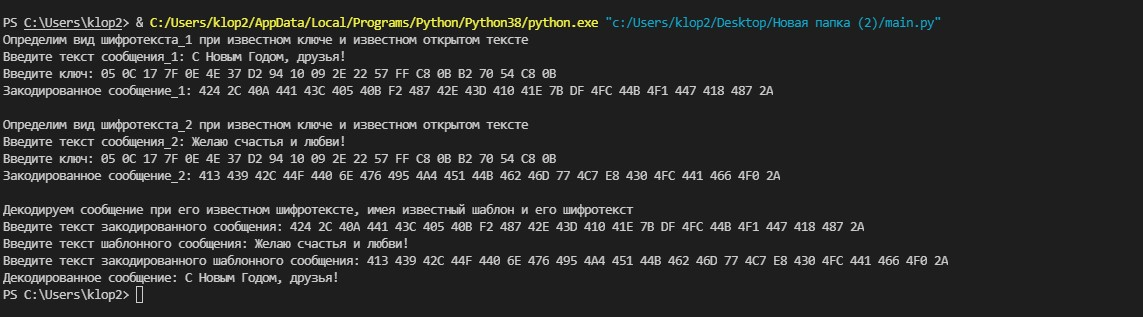 PS C:\Users\klop2> & C:/Users/klop2/AppData/Local/Programs/Python/Python38/python.exe "c:/Users/klop2/Desktop/Новая папка (2)/main.py"
Определим вид шифротекста_1 при известном ключе и известном открытом тексте
Введите текст сообщения_1: С Новым Годом, друзья!
Введите ключ: 05 0C 17 7F 0E 4E 37 D2 94 10 09 2E 22 57 FF C8 0B B2 70 54 C8 0B
Закодированное сообщение_1: 424 2C 40A 441 43C 405 40B F2 487 42E 43D 410 41E 7B DF 4FC 44B 4F1 447 418 487 2A
Определим вид шифротекста_2 при известном ключе и известном открытом тексте
Введите текст сообщения_2: Желаю счастья и любви!
Введите ключ: 05 0C 17 7F 0E 4E 37 D2 94 10 09 2E 22 57 FF C8 0B B2 70 54 C8 0B
Закодированное сообщение_2: 413 439 42C 44F 440 6E 476 495 4A4 451 44B 462 46D 77 4C7 E8 430 4FC 441 466 4F0 2A
Декодируем сообщение при его известном шифротексте, имея известный шаблон и его шифротекст
Введите текст закодированного сообщения: 424 2C 40A 441 43C 405 40B F2 487 42E 43D 410 41E 7B DF 4FC 44B 4F1 447 418 487 2A
Введите текст шаблонного сообщения: Желаю счастья и любви!
Введите текст закодированного шаблонного сообщения: 413 439 42C 44F 440 6E 476 495 4A4 451 44B 462 46D 77 4C7 E8 430 4FC 441 466 4F0 2A
Декодированное сообщение: С Новым Годом, друзья!
PS C:\Users\klop2>